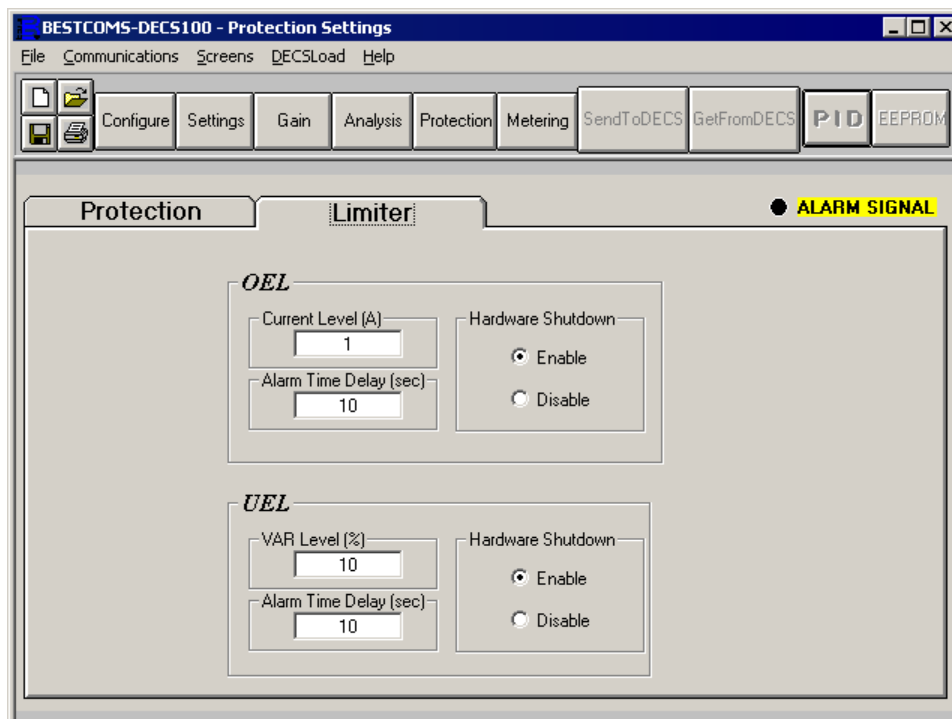 BESTCOMS-DECS100 - Protection Settings
File Communications Screens DECSLoad Help
Configure Settings Gain Analysis Protection Metering SendToDECS GetFromDECS PID EEPROM
Protection Limiter ALARM SIGNAL
OEL
Current Level (A) Hardware Shutdown
1
Enable
Alarm Time Delay (sec)
10 Disable
UEL
VAR Level (%) Hardware Shutdown
10
Enable
Alarm Time Delay (sec)
10 Disable